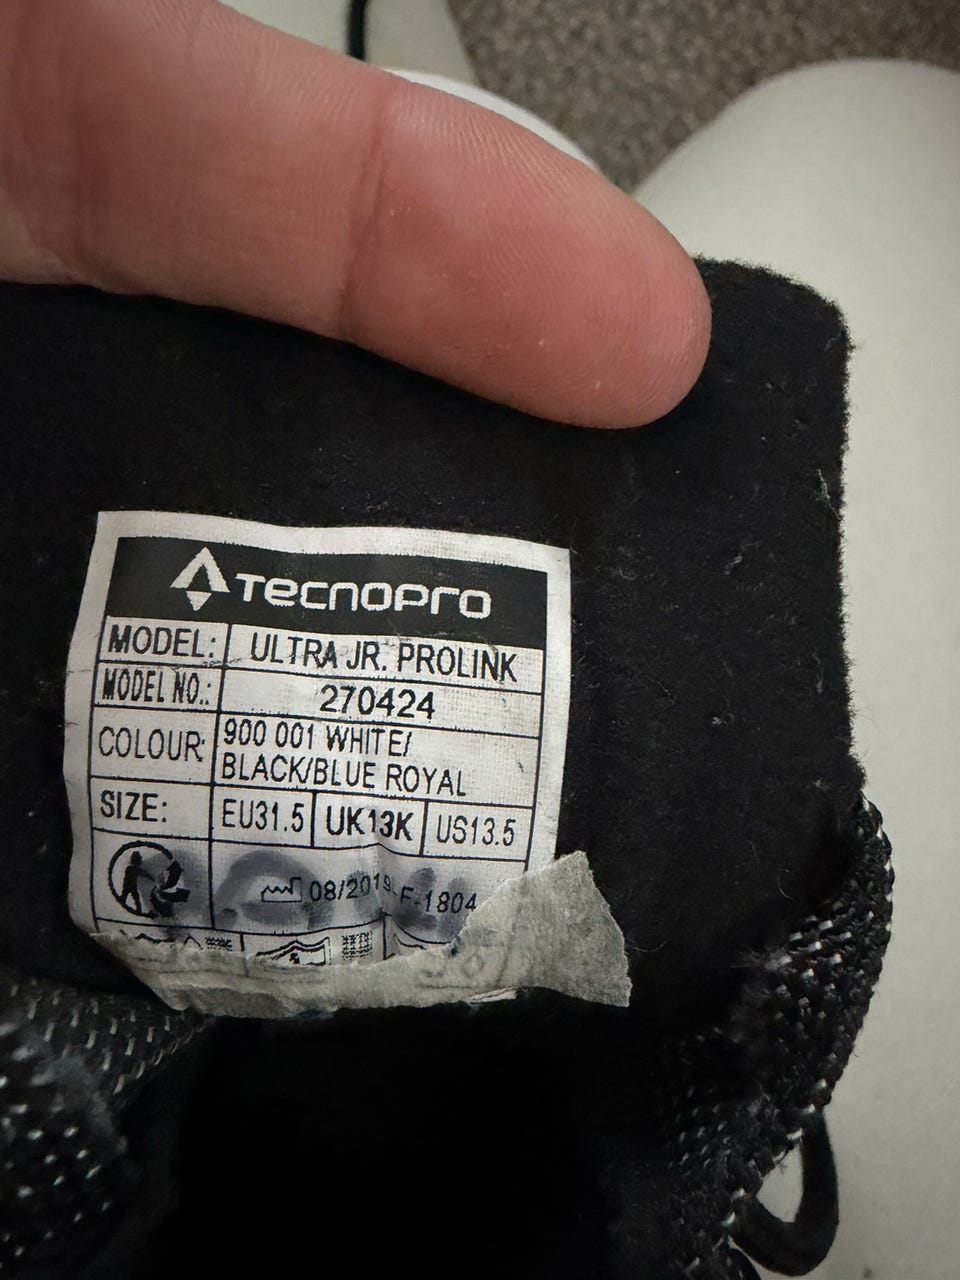 Tecnopro
MODEL: ULTRA JR. PROLINK
MODEL NO.: 270424
COLOUR: 900 001 WHITE/
BLACK/BLUE ROYAL
SIZE: EU31.5 UK13K US13.5
08/2019 F-1804